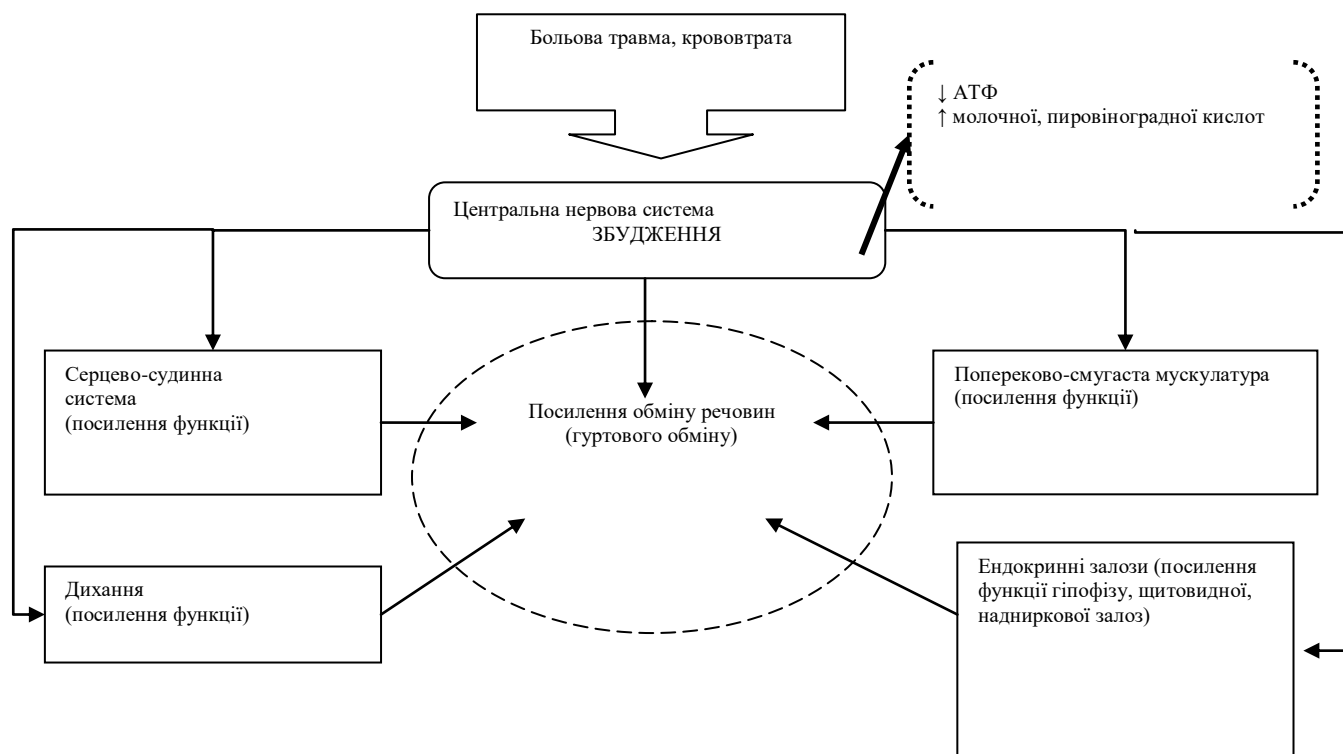 Больова травма, крововтрата
↓ АТФ
↑ молочної, пировіноградної кислот
Центральна нервова система
ЗБУДЖЕННЯ
Серцево-судинна
система
(посилення функції)
Посилення обміну речовин
(гуртового обміну)
Попереково-смугаста мускулатура
(посилення функції)
Дихання
(посилення функції)
Ендокринні залози (посилення
функції гіпофізу, щитовидної,
надниркової залоз)